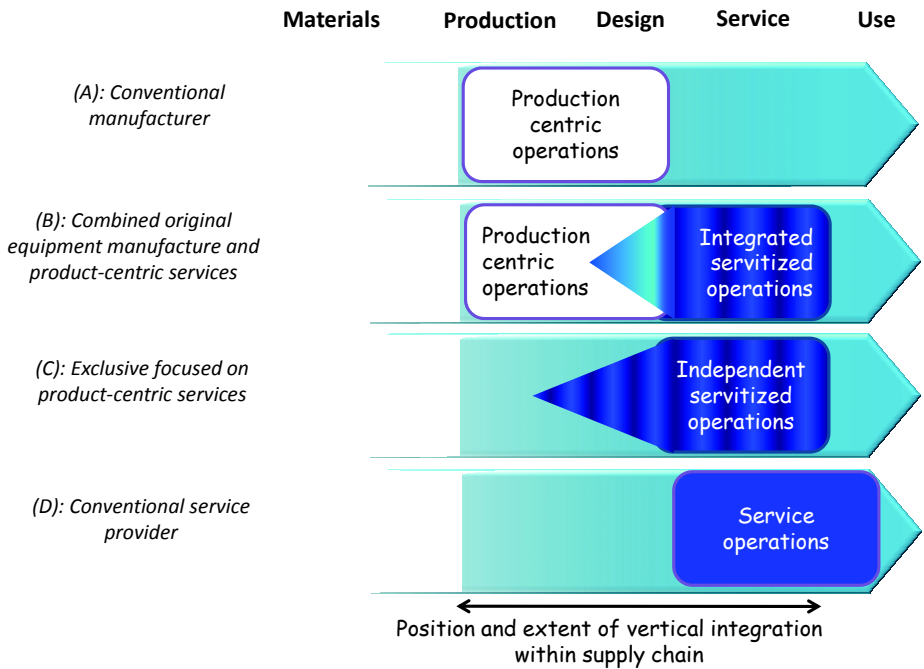 Materials Production Design Service Use
(A): Conventional
manufacturer
Production
centric
operations
(B): Combined original
equipment manufacture and
product-centric services
Production
centric
operations
Integrated
servitized
operations
(C): Exclusive focused on
product-centric services
Independent
servitized
operations
(D): Conventional service
provider
Service
operations
Position and extent of vertical integration
within supply chain